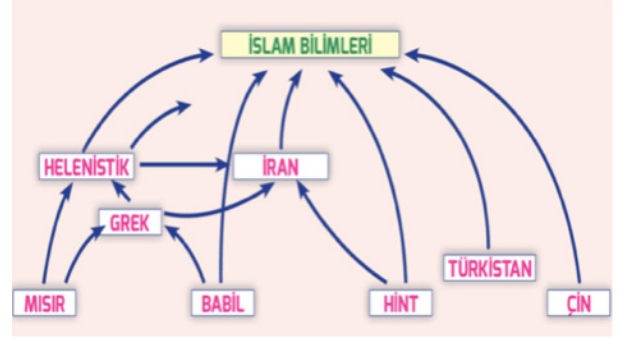 İSLAM BİLİMLERİ
HELENİSTİK
İRAN
GREK
TÜRKİSTAN
MISIR
BABİL
HİNT
ÇİN